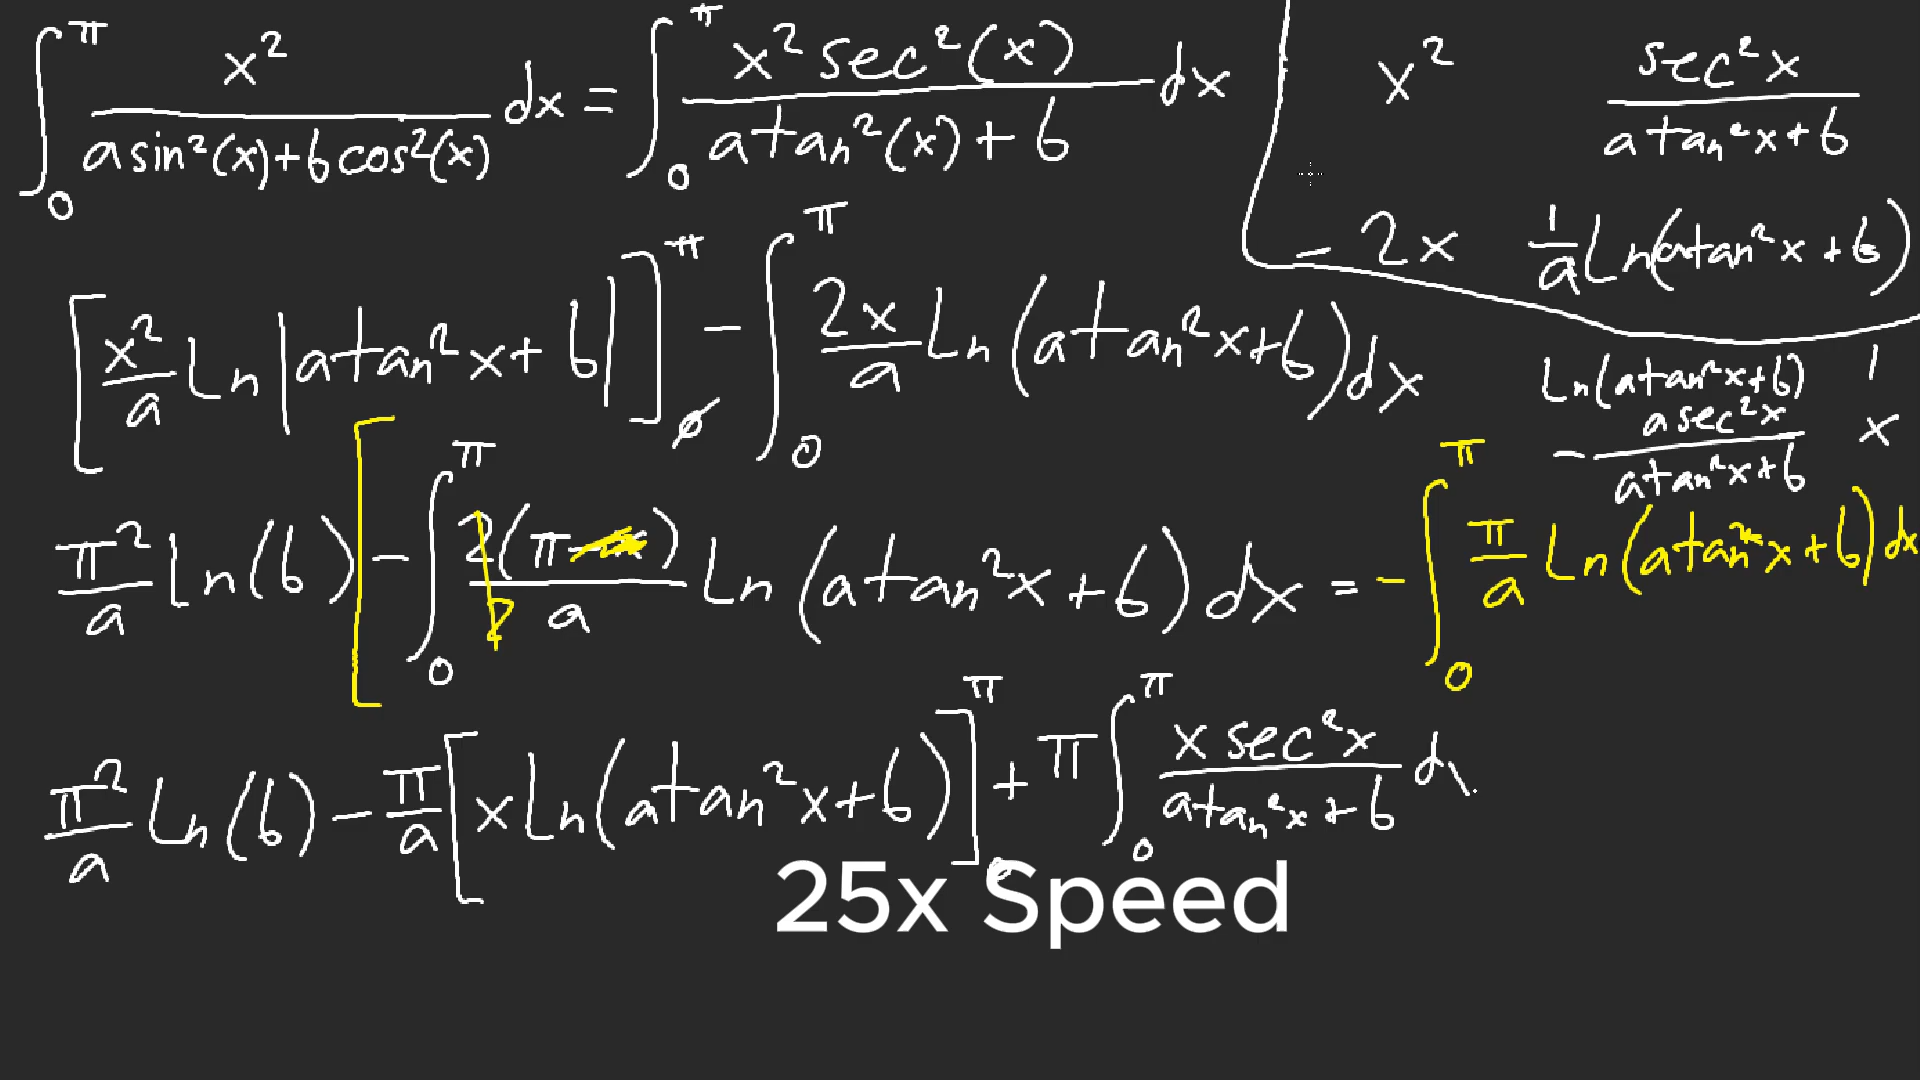 ∫₀^π x² / (a sin²(x) + b cos²(x)) dx = ∫₀^π x² sec²(x) / (a tan²(x) + b) dx
x²   sec²x / (a tan²x + b)
- 2x   1/a Ln(a tan²x + b)
[x²/a Ln|a tan²x + b|]₀^π - ∫₀^π 2x/a Ln(a tan²x + b) dx
Ln(a tan²x + b)   1
- a sec²x / (a tan²x + b)   x
π²/a Ln(b) [- ∫₀^π 2(π - x)/a Ln(a tan²x + b) dx = - ∫₀^π π/a Ln(a tan²x + b) dx
π²/a Ln(b) - π/a [x Ln(a tan²x + b)]₀^π + π ∫₀^π x sec²x / (a tan²x + b) d
25x Speed